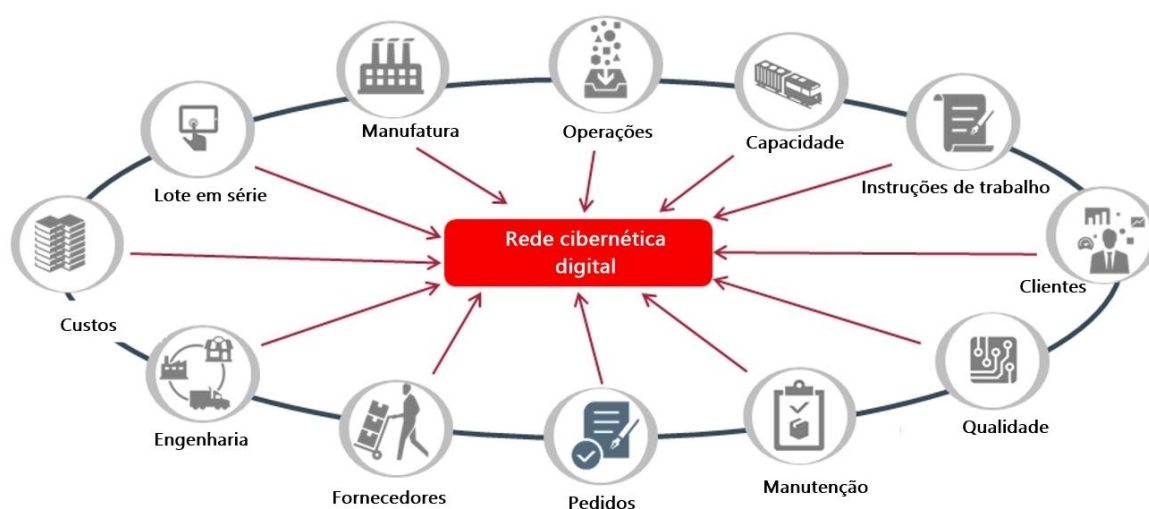 Manufatura
Operações
Capacidade
Lote em série
Instruções de trabalho
Rede cibernética
digital
Clientes
Custos
Engenharia
Qualidade
Fornecedores
Pedidos
Manutenção